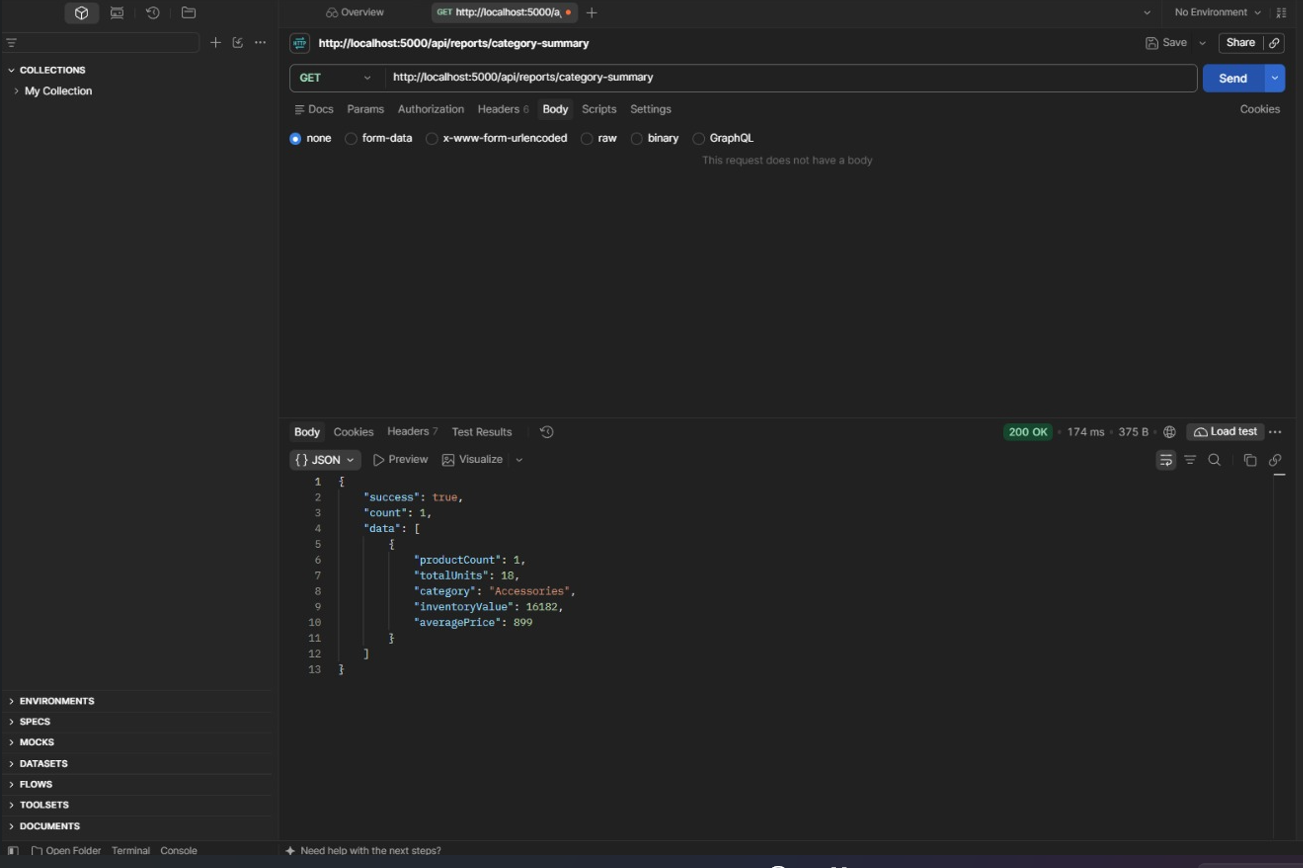 Overview
GET http://localhost:5000/a
No Environment
http://localhost:5000/api/reports/category-summary
Save
Share
COLLECTIONS
My Collection
GET
http://localhost:5000/api/reports/category-summary
Send
Docs Params Authorization Headers 6 Body Scripts Settings
Cookies
none form-data x-www-form-urlencoded raw binary GraphQL
This request does not have a body
Body Cookies Headers 7 Test Results
200 OK • 174 ms • 375 B
Load test
{ } JSON
Preview
Visualize
1 {
2 "success": true,
3 "count": 1,
4 "data": [
5 {
6 "productCount": 1,
7 "totalUnits": 18,
8 "category": "Accessories",
9 "inventoryValue": 16182,
10 "averagePrice": 899
11 }
12 ]
13 }
ENVIRONMENTS
SPECS
MOCKS
DATASETS
FLOWS
TOOLSETS
DOCUMENTS
Open Folder Terminal Console
Need help with the next steps?